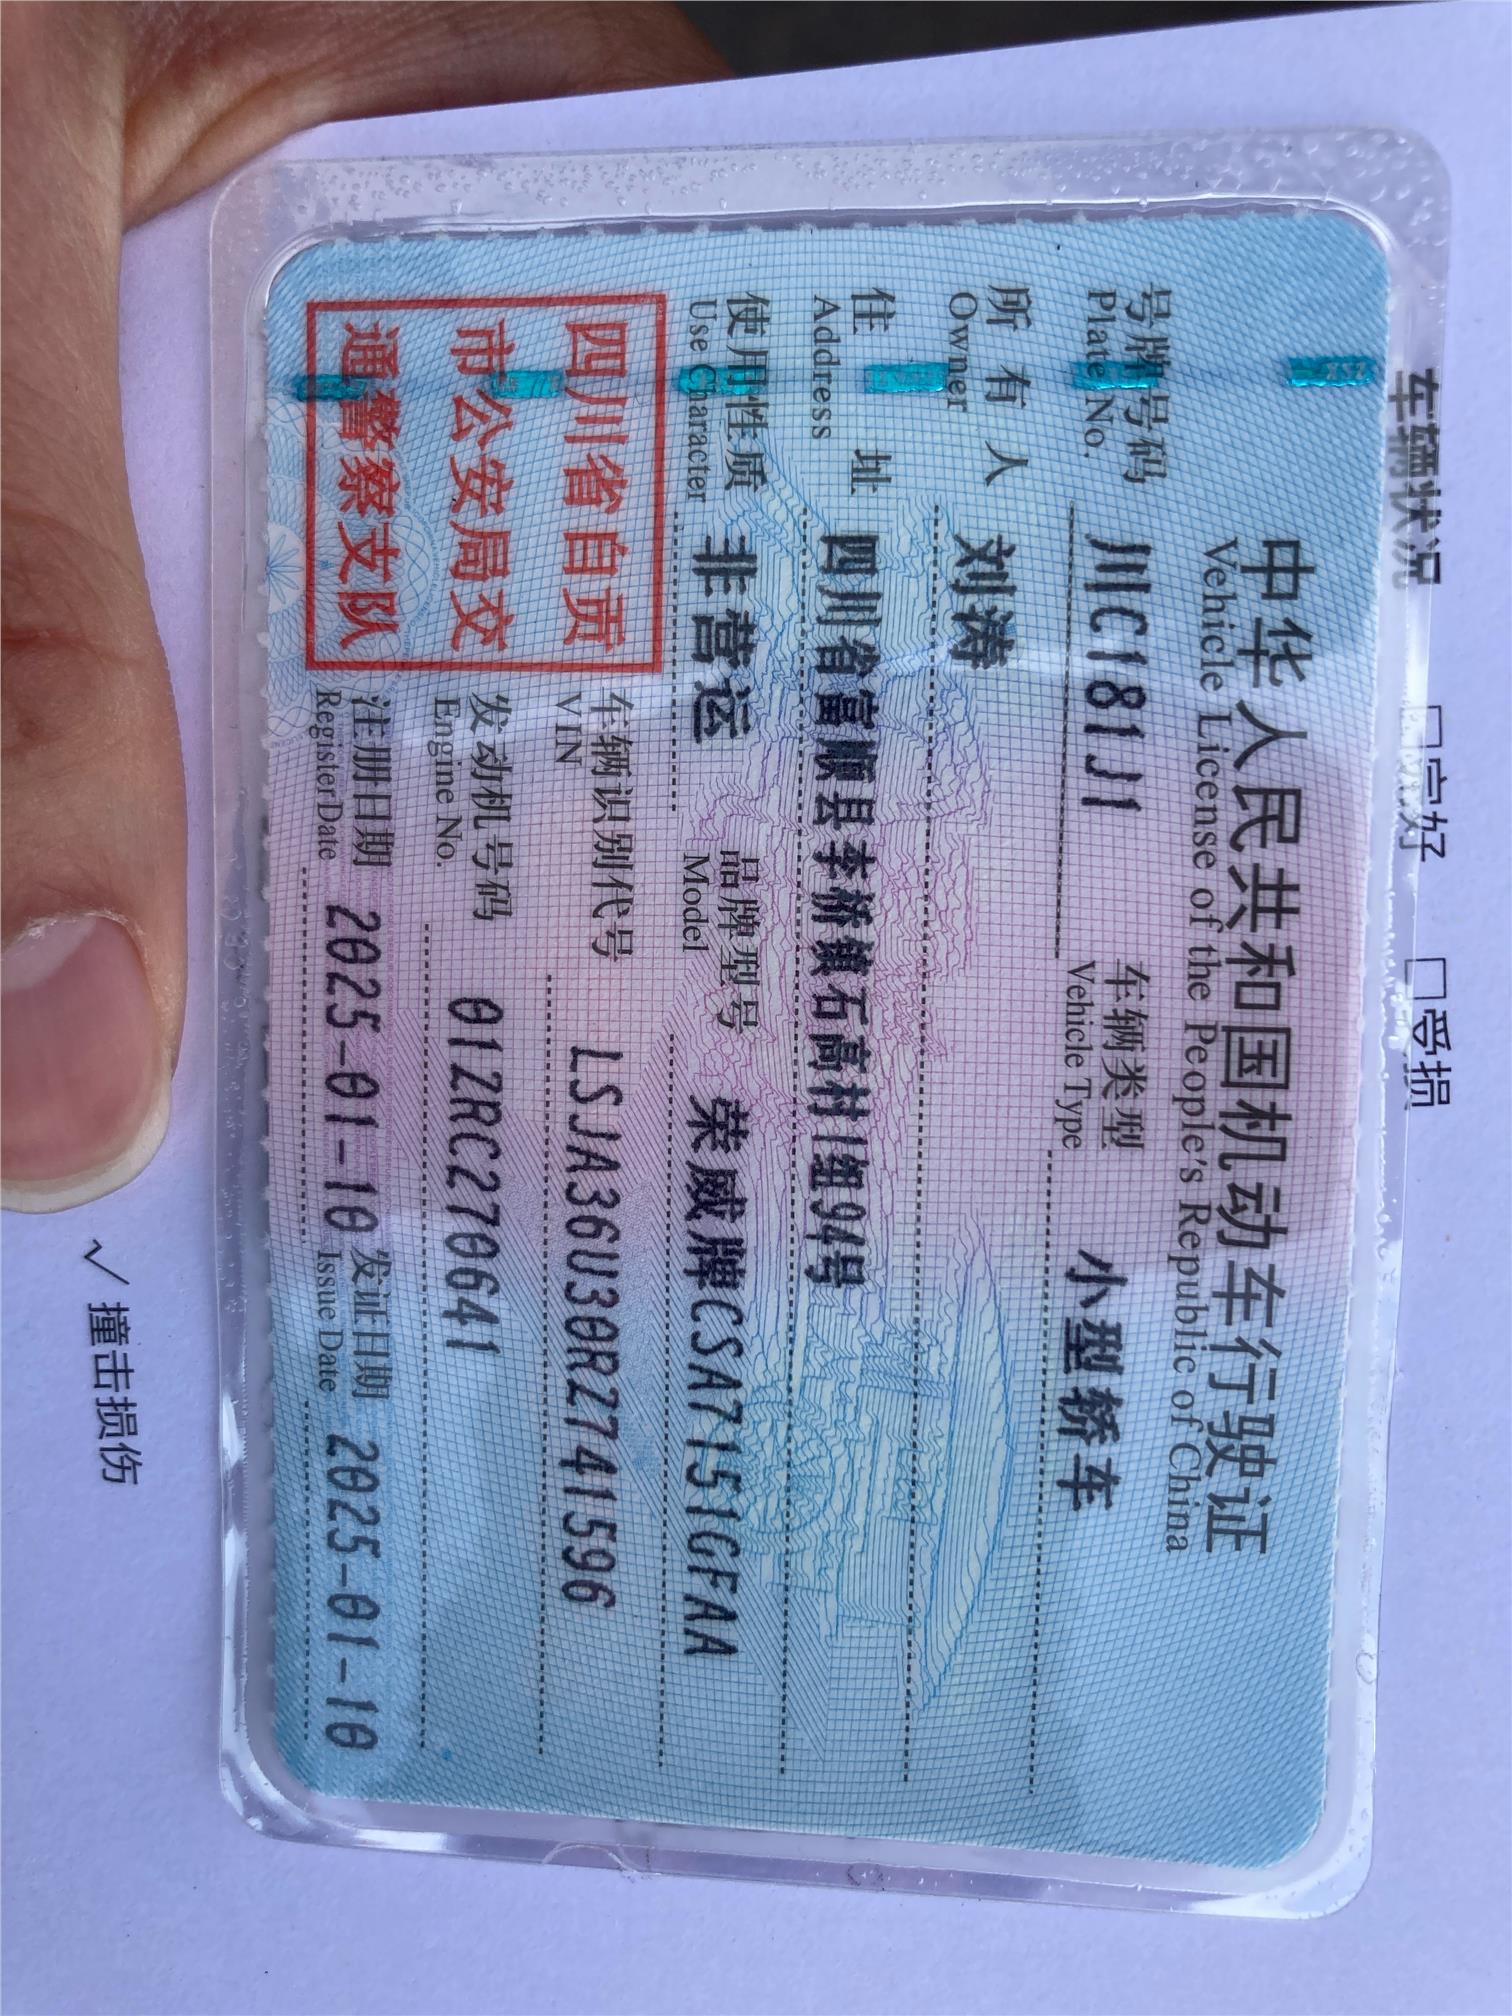 车辆状况 □完好 □受损
中华人民共和国机动车行驶证
Vehicle License of the People's Republic of China
号牌号码 川C181J1 车辆类型 小型轿车
Plate No. Vehicle Type
所有人 刘涛
Owner
住址 四川省富顺县李桥镇石高村1组94号
Address
使用性质 非营运 品牌型号 荣威牌CSA7151GFAA
Use Character Model
四川省自贡
市公安局交
通警察支队
车辆识别代号 LSJA36U30RZ741596
VIN
发动机号码 01ZRC270641
Engine No.
注册日期 2025-01-10 发证日期 2025-01-10
Register Date Issue Date
√ 撞击损伤